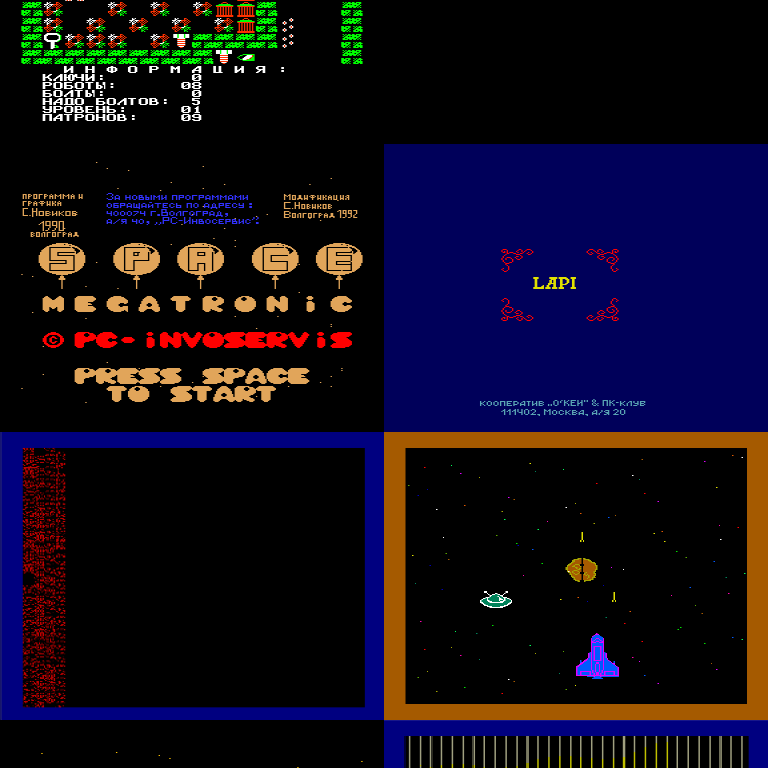 ИНФОРМАЦИЯ:
КЛЮЧИ: 0
РОБОТЫ: 08
БОЛТЫ: 0
НАДО БОЛТОВ: 5
УРОВЕНЬ: 01
ПАТРОНОВ: 09
ПРОГРАММА И
ГРАФИКА
С.Новиков
1990
ВОЛГОГРАД
За новыми программами
обращайтесь по адресу:
400074 г.Волгоград,
а/я 40, „PC-Инвосервис".
Модификация
С.Новиков
Волгоград 1992
SPACE
MEGATRONiC
© PC-iNVOSERViS
PRESS SPACE
TO START
LAPI
кооператив „О'КЕЙ" & ПК-клуб
111402, Москва, а/я 20